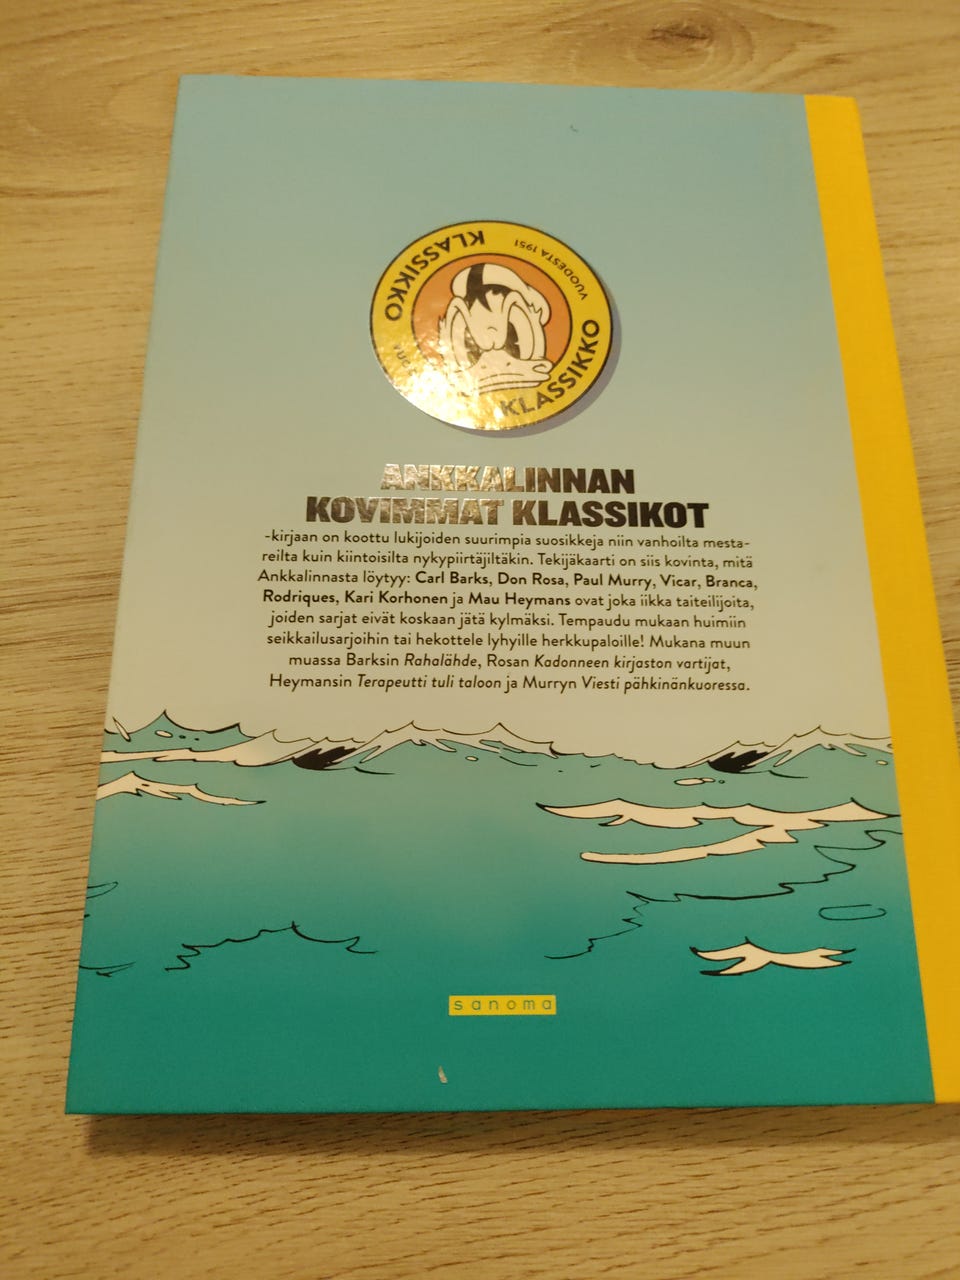 KLASSIKKO
VUODESTA 1951
KLASSIKKO
ANKKALINNAN
KOVIMMAT KLASSIKOT
-kirjaan on koottu lukijoiden suurimpia suosikkeja niin vanhoilta mesta-
reilta kuin kiintoisilta nykypiirtäjiltäkin. Tekijäkaarti on siis kovinta, mitä
Ankkalinnasta löytyy: Carl Barks, Don Rosa, Paul Murry, Vicar, Branca,
Rodriques, Kari Korhonen ja Mau Heymans ovat joka iikka taiteilijoita,
joiden sarjat eivät koskaan jätä kylmäksi. Tempaudu mukaan huimiin
seikkailusarjoihin tai hekottele lyhyille herkkupaloille! Mukana muun
muassa Barksin Rahalähde, Rosan Kadonneen kirjaston vartijat,
Heymansin Terapeutti tuli taloon ja Murryn Viesti pähkinänkuoressa.
sanoma